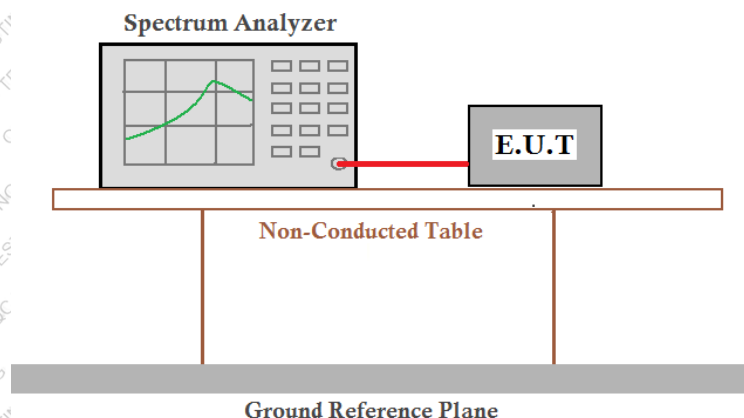 Spectrum Analyzer
E.U.T
Non-Conducted Table
Ground Reference Plane